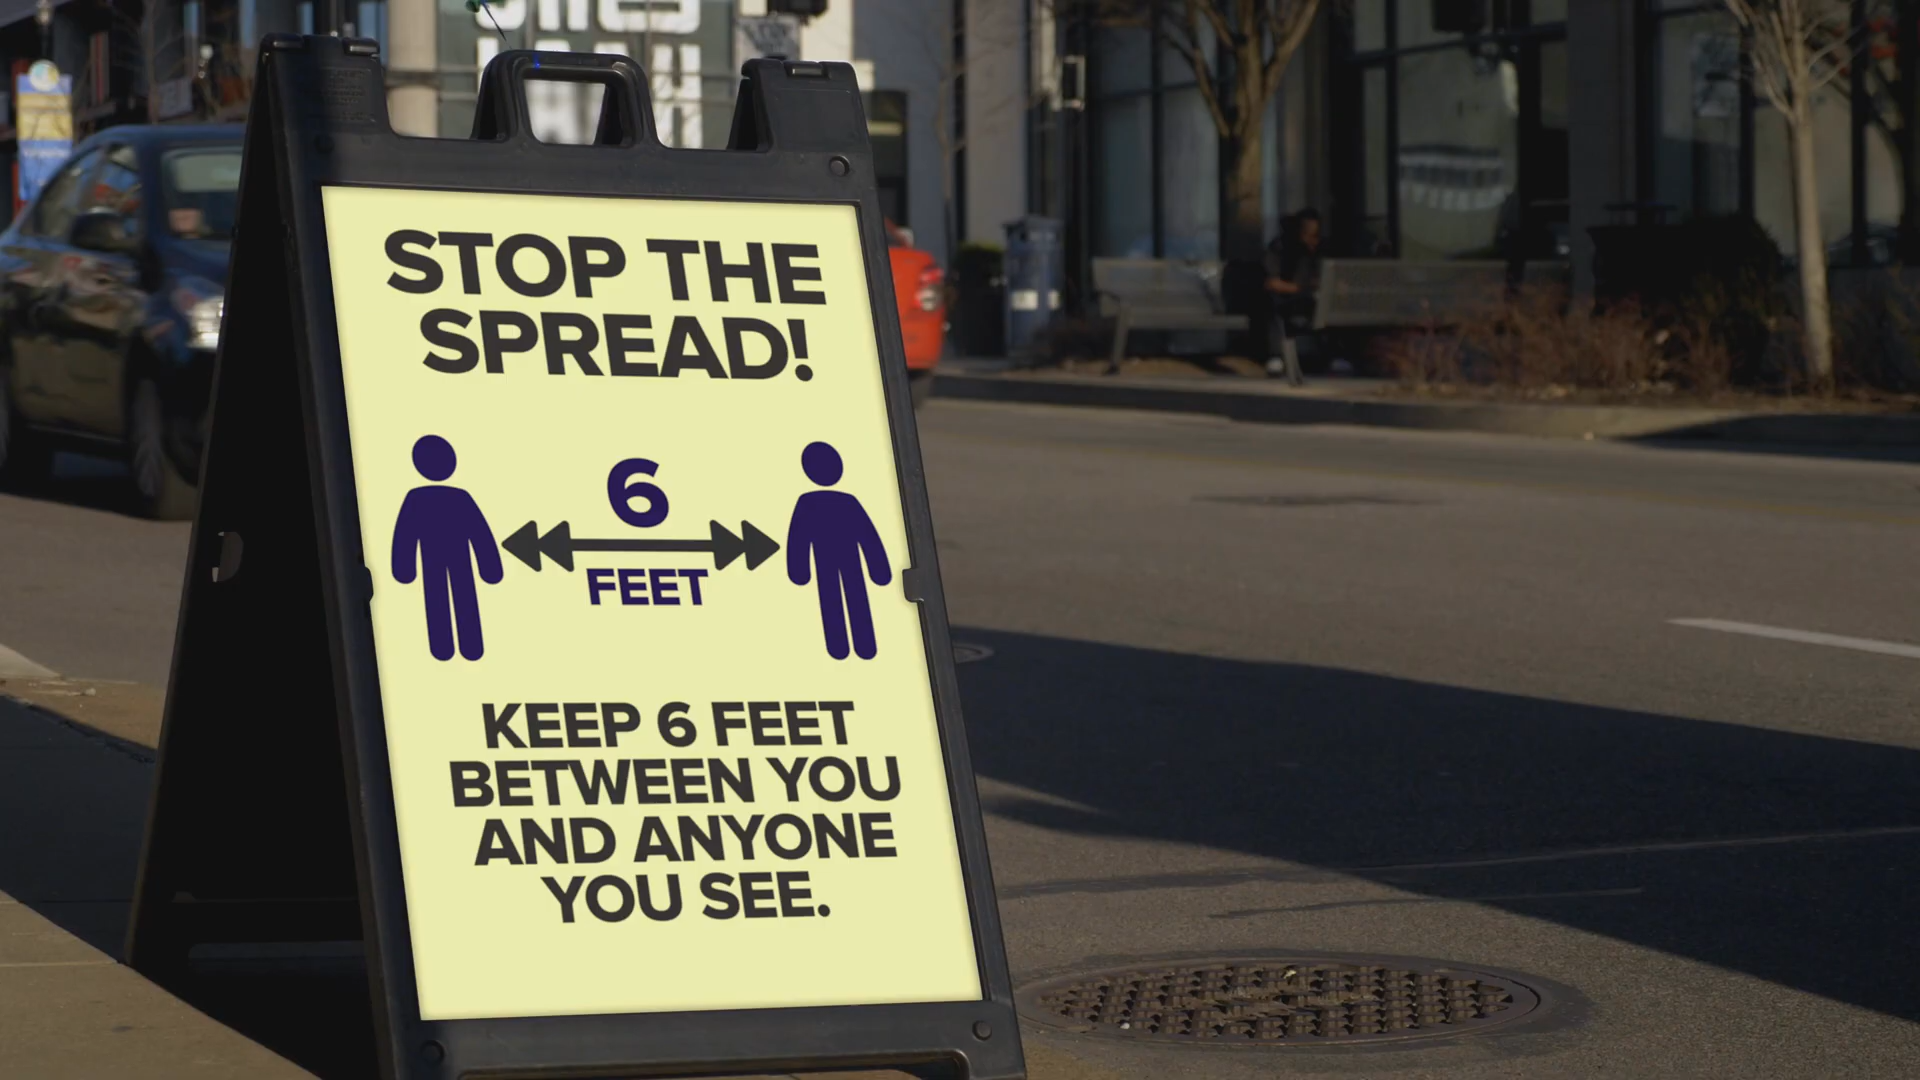 STOP THE
SPREAD!
6
FEET
KEEP 6 FEET
BETWEEN YOU
AND ANYONE
YOU SEE.